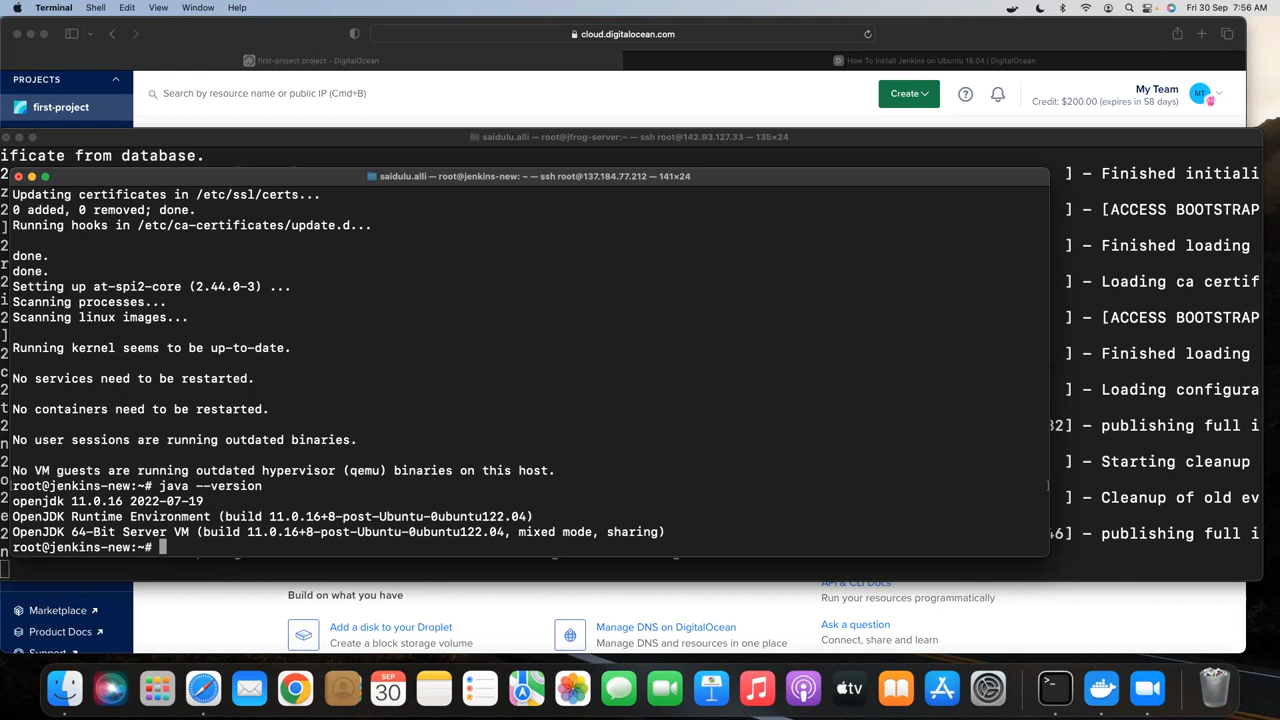 Terminal Shell Edit View Window Help
Fri 30 Sep 7:56 AM
cloud.digitalocean.com
first-project project - DigitalOcean
How To Install Jenkins on Ubuntu 18.04 | DigitalOcean
PROJECTS
first-project
Search by resource name or public IP (Cmd+B)
Create
My Team
Credit: $200.00 (expires in 58 days)
MT
saidulu.alli — root@jfrog-server:~ — ssh root@142.93.127.33 — 135×24
ificate from database.
saidulu.alli — root@jenkins-new: ~ — ssh root@137.184.77.212 — 141×24
Updating certificates in /etc/ssl/certs...
0 added, 0 removed; done.
Running hooks in /etc/ca-certificates/update.d...
done.
done.
Setting up at-spi2-core (2.44.0-3) ...
Scanning processes...
Scanning linux images...
Running kernel seems to be up-to-date.
No services need to be restarted.
No containers need to be restarted.
No user sessions are running outdated binaries.
No VM guests are running outdated hypervisor (qemu) binaries on this host.
root@jenkins-new:~# java --version
openjdk 11.0.16 2022-07-19
OpenJDK Runtime Environment (build 11.0.16+8-post-Ubuntu-0ubuntu122.04)
OpenJDK 64-Bit Server VM (build 11.0.16+8-post-Ubuntu-0ubuntu122.04, mixed mode, sharing)
root@jenkins-new:~#
] - Finished initiali
] - [ACCESS BOOTSTRAP
] - Finished loading
] - Loading ca certif
] - [ACCESS BOOTSTRAP
] - Finished loading
] - Loading configura
32] - publishing full i
] - Starting cleanup
] - Cleanup of old ev
46] - publishing full i
Marketplace ↗
Product Docs ↗
Support ↗
Build on what you have
Add a disk to your Droplet
Create a block storage volume
Manage DNS on DigitalOcean
Manage DNS and resources in one place
API & CLI Docs
Run your resources programmatically
Ask a question
Connect, share and learn
SEP
30
tv